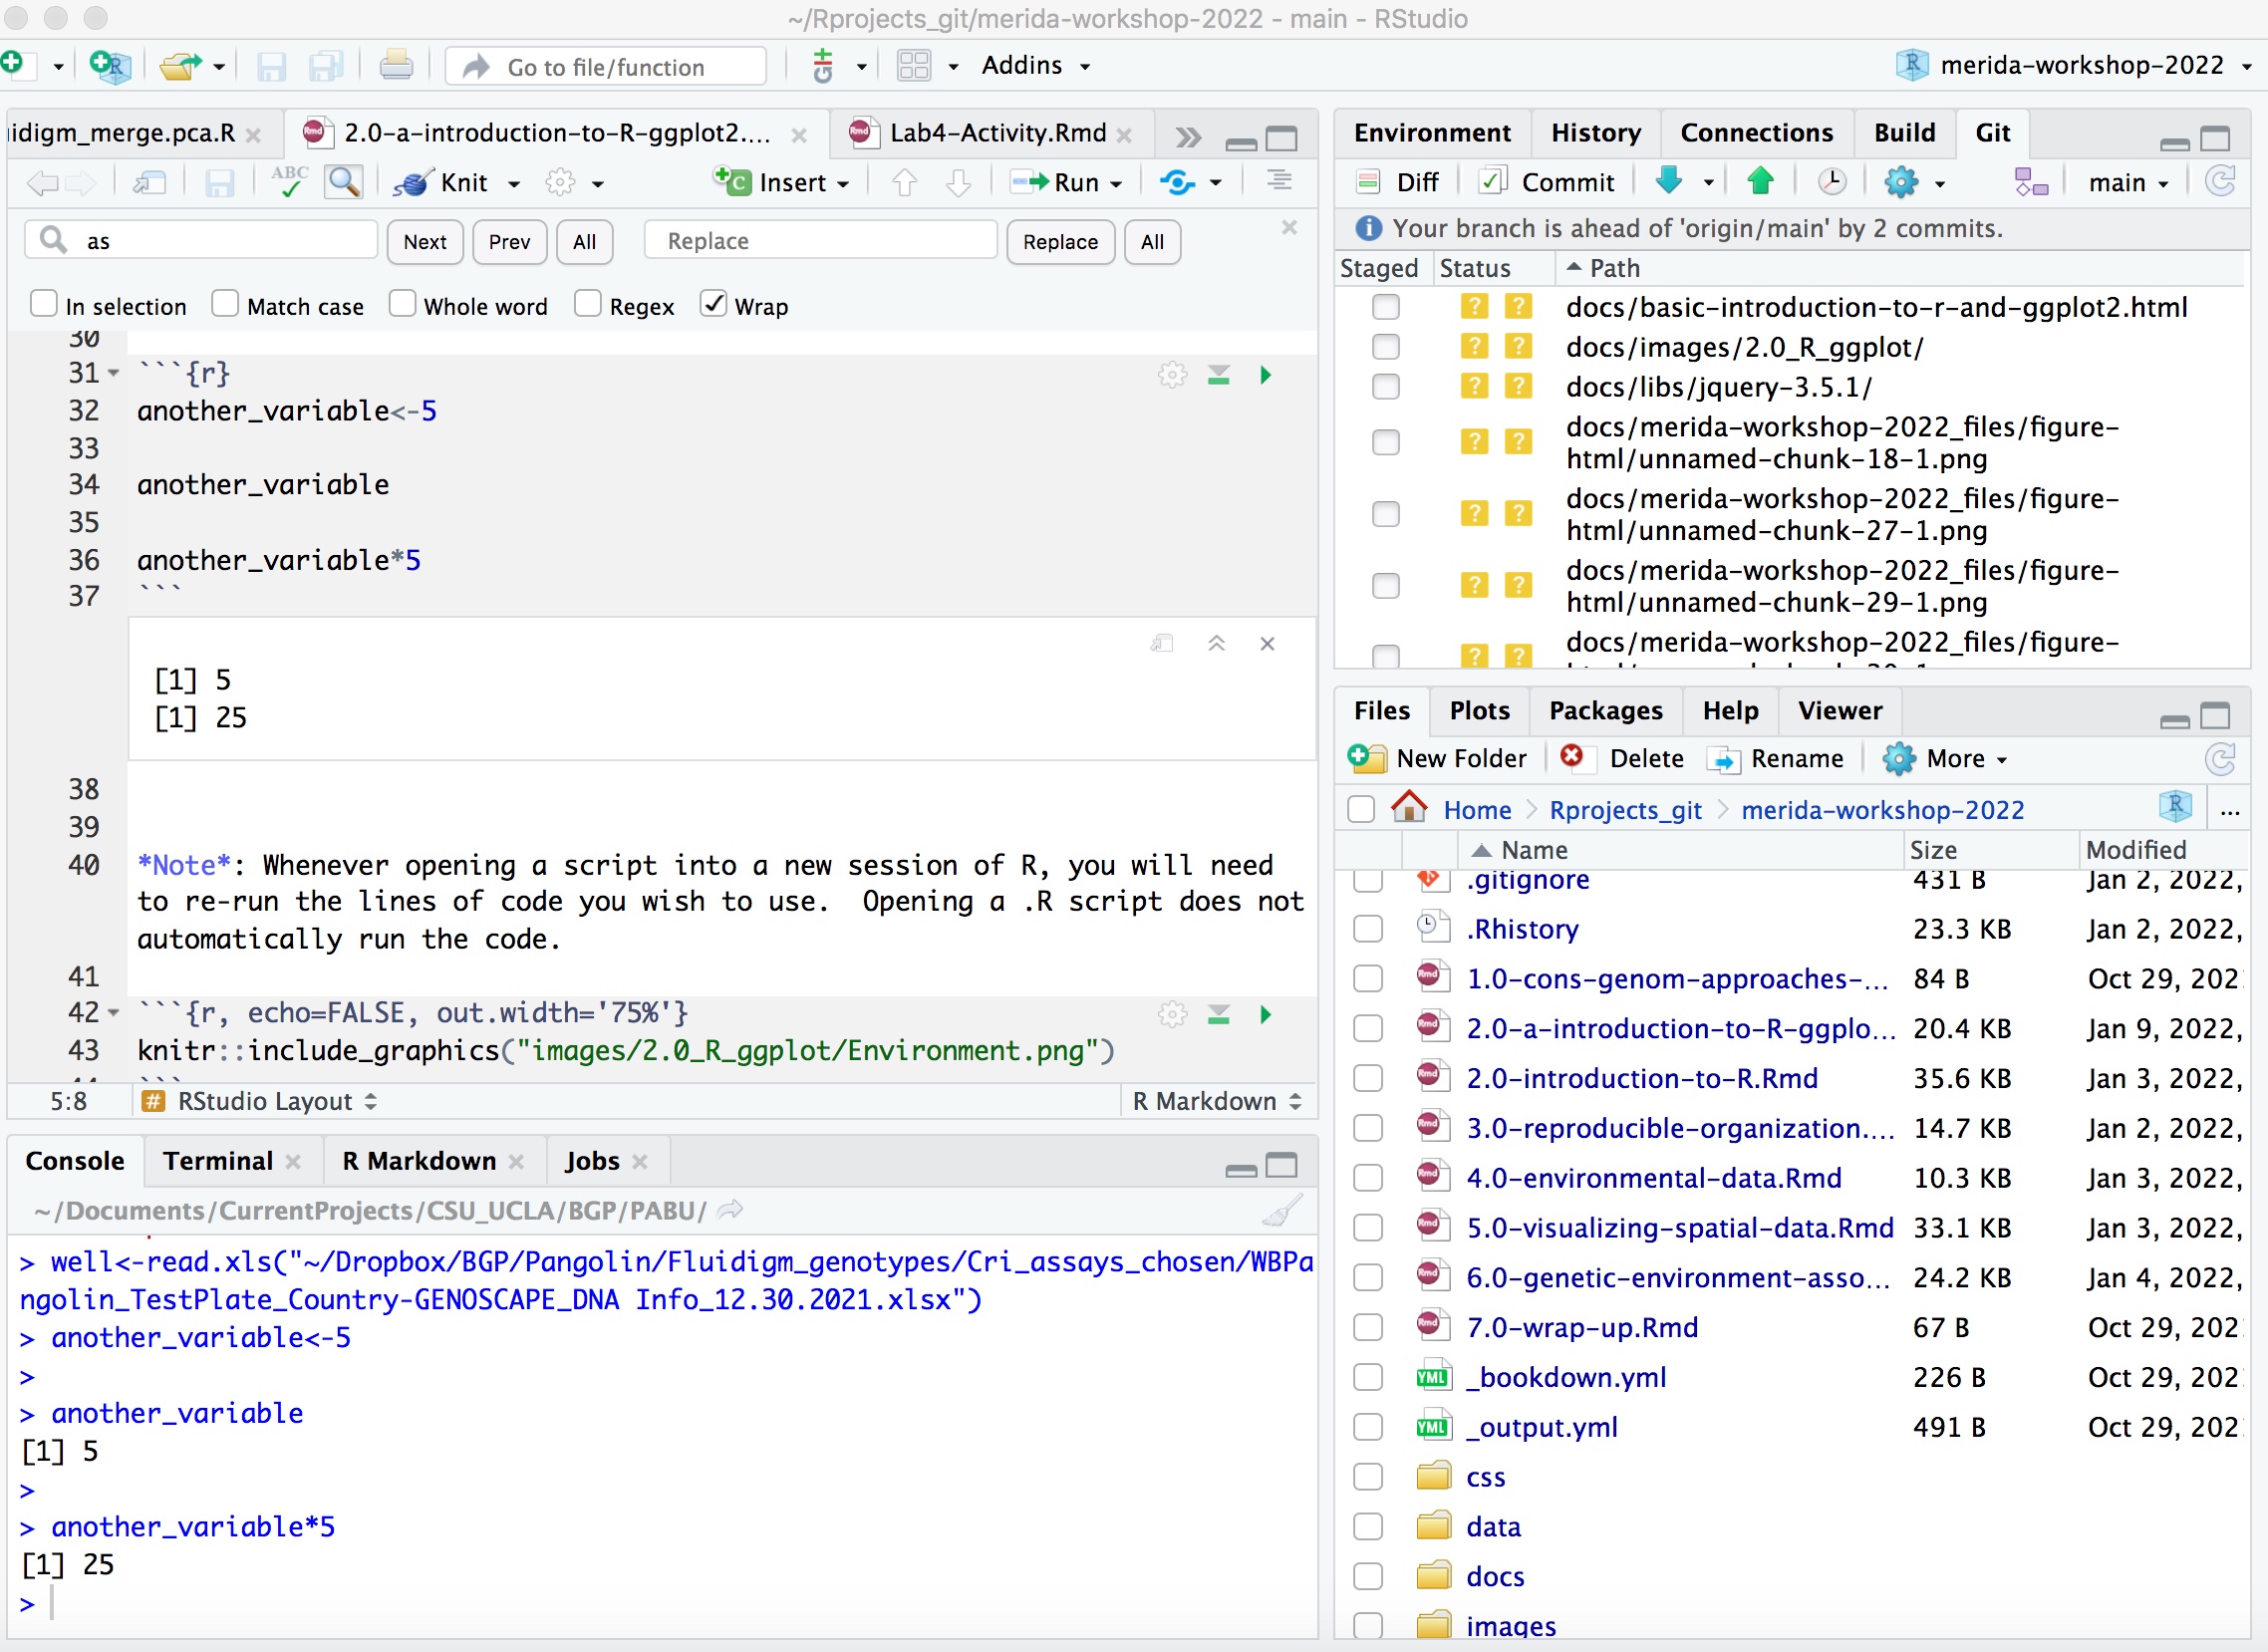 ~/Rprojects_git/merida-workshop-2022 - main - RStudio
Go to file/function
Addins
merida-workshop-2022
uidigm_merge.pca.R
2.0-a-introduction-to-R-ggplot2....
Lab4-Activity.Rmd
ABC
Knit
Insert
Run
as
Next
Prev
All
Replace
Replace
All
In selection
Match case
Whole word
Regex
Wrap
30
31 ```{r}
32 another_variable<-5
33
34 another_variable
35
36 another_variable*5
37 ```
[1] 5
[1] 25
38
39
40 *Note*: Whenever opening a script into a new session of R, you will need
to re-run the lines of code you wish to use.  Opening a .R script does not
automatically run the code.
41
42 ```{r, echo=FALSE, out.width='75%'}
43 knitr::include_graphics("images/2.0_R_ggplot/Environment.png")
44 ```
5:8
# RStudio Layout
R Markdown
Console
Terminal
R Markdown
Jobs
~/Documents/CurrentProjects/CSU_UCLA/BGP/PABU/
> well<-read.xls("~/Dropbox/BGP/Pangolin/Fluidigm_genotypes/Cri_assays_chosen/WBPa
ngolin_TestPlate_Country-GENOSCAPE_DNA Info_12.30.2021.xlsx")
> another_variable<-5
>
> another_variable
[1] 5
>
> another_variable*5
[1] 25
>
Environment
History
Connections
Build
Git
Diff
Commit
main
Your branch is ahead of 'origin/main' by 2 commits.
Staged Status Path
? ? docs/basic-introduction-to-r-and-ggplot2.html
? ? docs/images/2.0_R_ggplot/
? ? docs/libs/jquery-3.5.1/
? ? docs/merida-workshop-2022_files/figure-
html/unnamed-chunk-18-1.png
? ? docs/merida-workshop-2022_files/figure-
html/unnamed-chunk-27-1.png
? ? docs/merida-workshop-2022_files/figure-
html/unnamed-chunk-29-1.png
? ? docs/merida-workshop-2022_files/figure-
Files
Plots
Packages
Help
Viewer
New Folder
Delete
Rename
More
Home
Rprojects_git
merida-workshop-2022
...
Name Size Modified
.gitignore 431 B Jan 2, 2022,
.Rhistory 23.3 KB Jan 2, 2022,
Rmd 1.0-cons-genom-approaches-... 84 B Oct 29, 202
Rmd 2.0-a-introduction-to-R-ggplo... 20.4 KB Jan 9, 2022,
Rmd 2.0-introduction-to-R.Rmd 35.6 KB Jan 3, 2022,
Rmd 3.0-reproducible-organization.... 14.7 KB Jan 2, 2022,
Rmd 4.0-environmental-data.Rmd 10.3 KB Jan 3, 2022,
Rmd 5.0-visualizing-spatial-data.Rmd 33.1 KB Jan 3, 2022,
Rmd 6.0-genetic-environment-asso... 24.2 KB Jan 4, 2022,
Rmd 7.0-wrap-up.Rmd 67 B Oct 29, 202
YML _bookdown.yml 226 B Oct 29, 202
YML _output.yml 491 B Oct 29, 202
css
data
docs
images